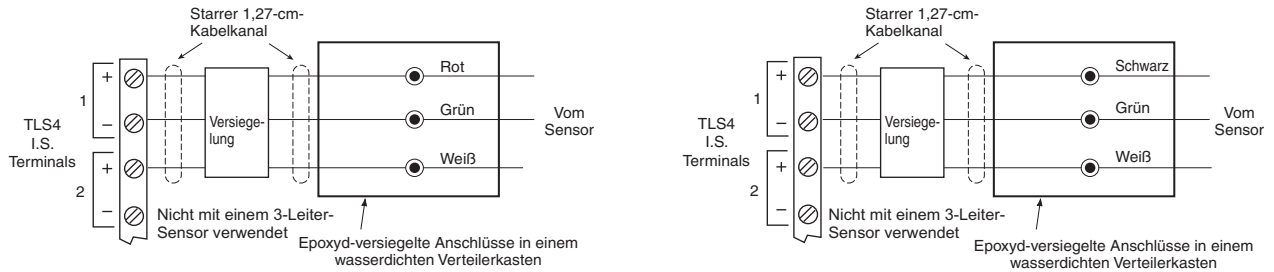 Starrer 1,27-cm-
Kabelkanal
TLS4
I.S.
Terminals
1
+
–
2
+
–
Versiege-
lung
Rot
Grün
Weiß
Vom
Sensor
Nicht mit einem 3-Leiter-
Sensor verwendet
Epoxyd-versiegelte Anschlüsse in einem
wasserdichten Verteilerkasten
Starrer 1,27-cm-
Kabelkanal
TLS4
I.S.
Terminals
1
+
–
2
+
–
Versiege-
lung
Schwarz
Grün
Weiß
Vom
Sensor
Nicht mit einem 3-Leiter-
Sensor verwendet
Epoxyd-versiegelte Anschlüsse in einem
wasserdichten Verteilerkasten